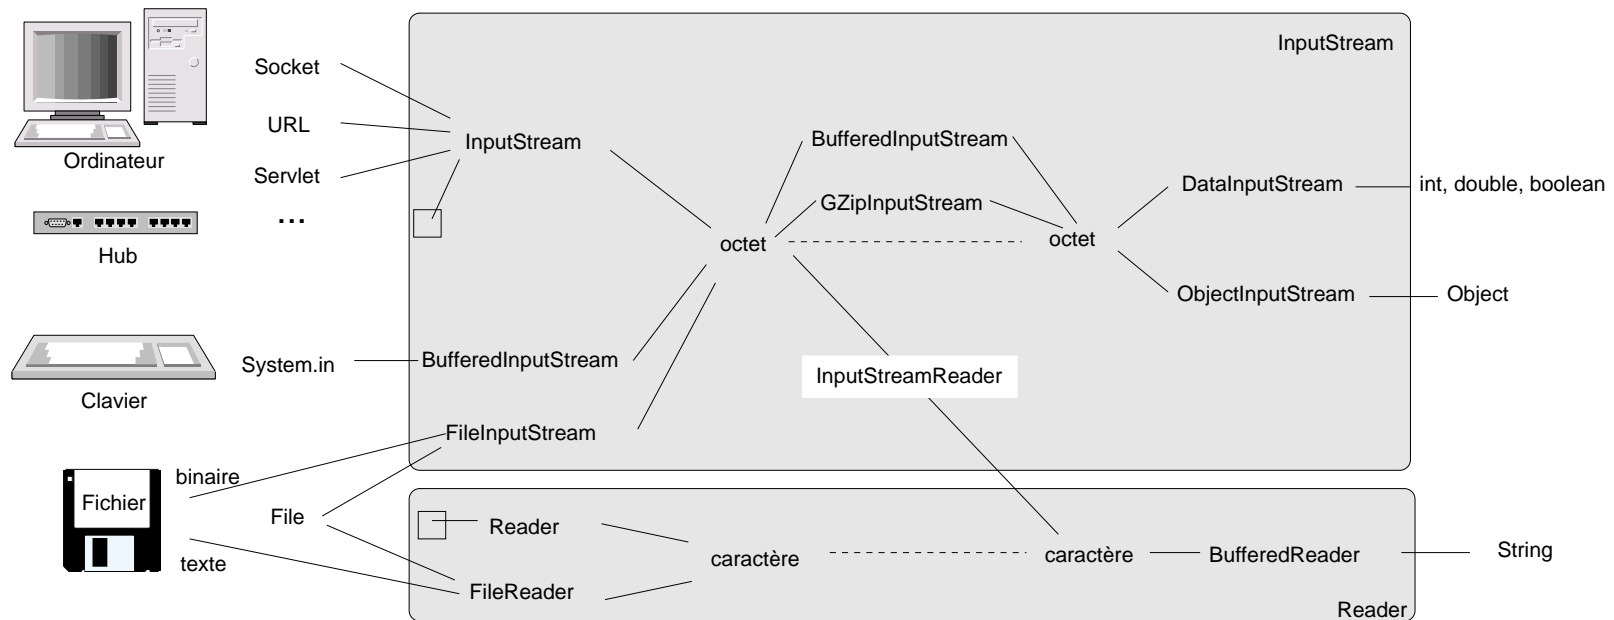 InputStream
Socket
URL
InputStream
BufferedInputStream
Ordinateur
Servlet
DataInputStream
int, double, boolean
GZipInputStream
...
octet
octet
Hub
ObjectInputStream
Object
System.in
BufferedInputStream
InputStreamReader
Clavier
FileInputStream
binaire
Fichier
File
Reader
caractère
caractère
BufferedReader
String
texte
FileReader
Reader